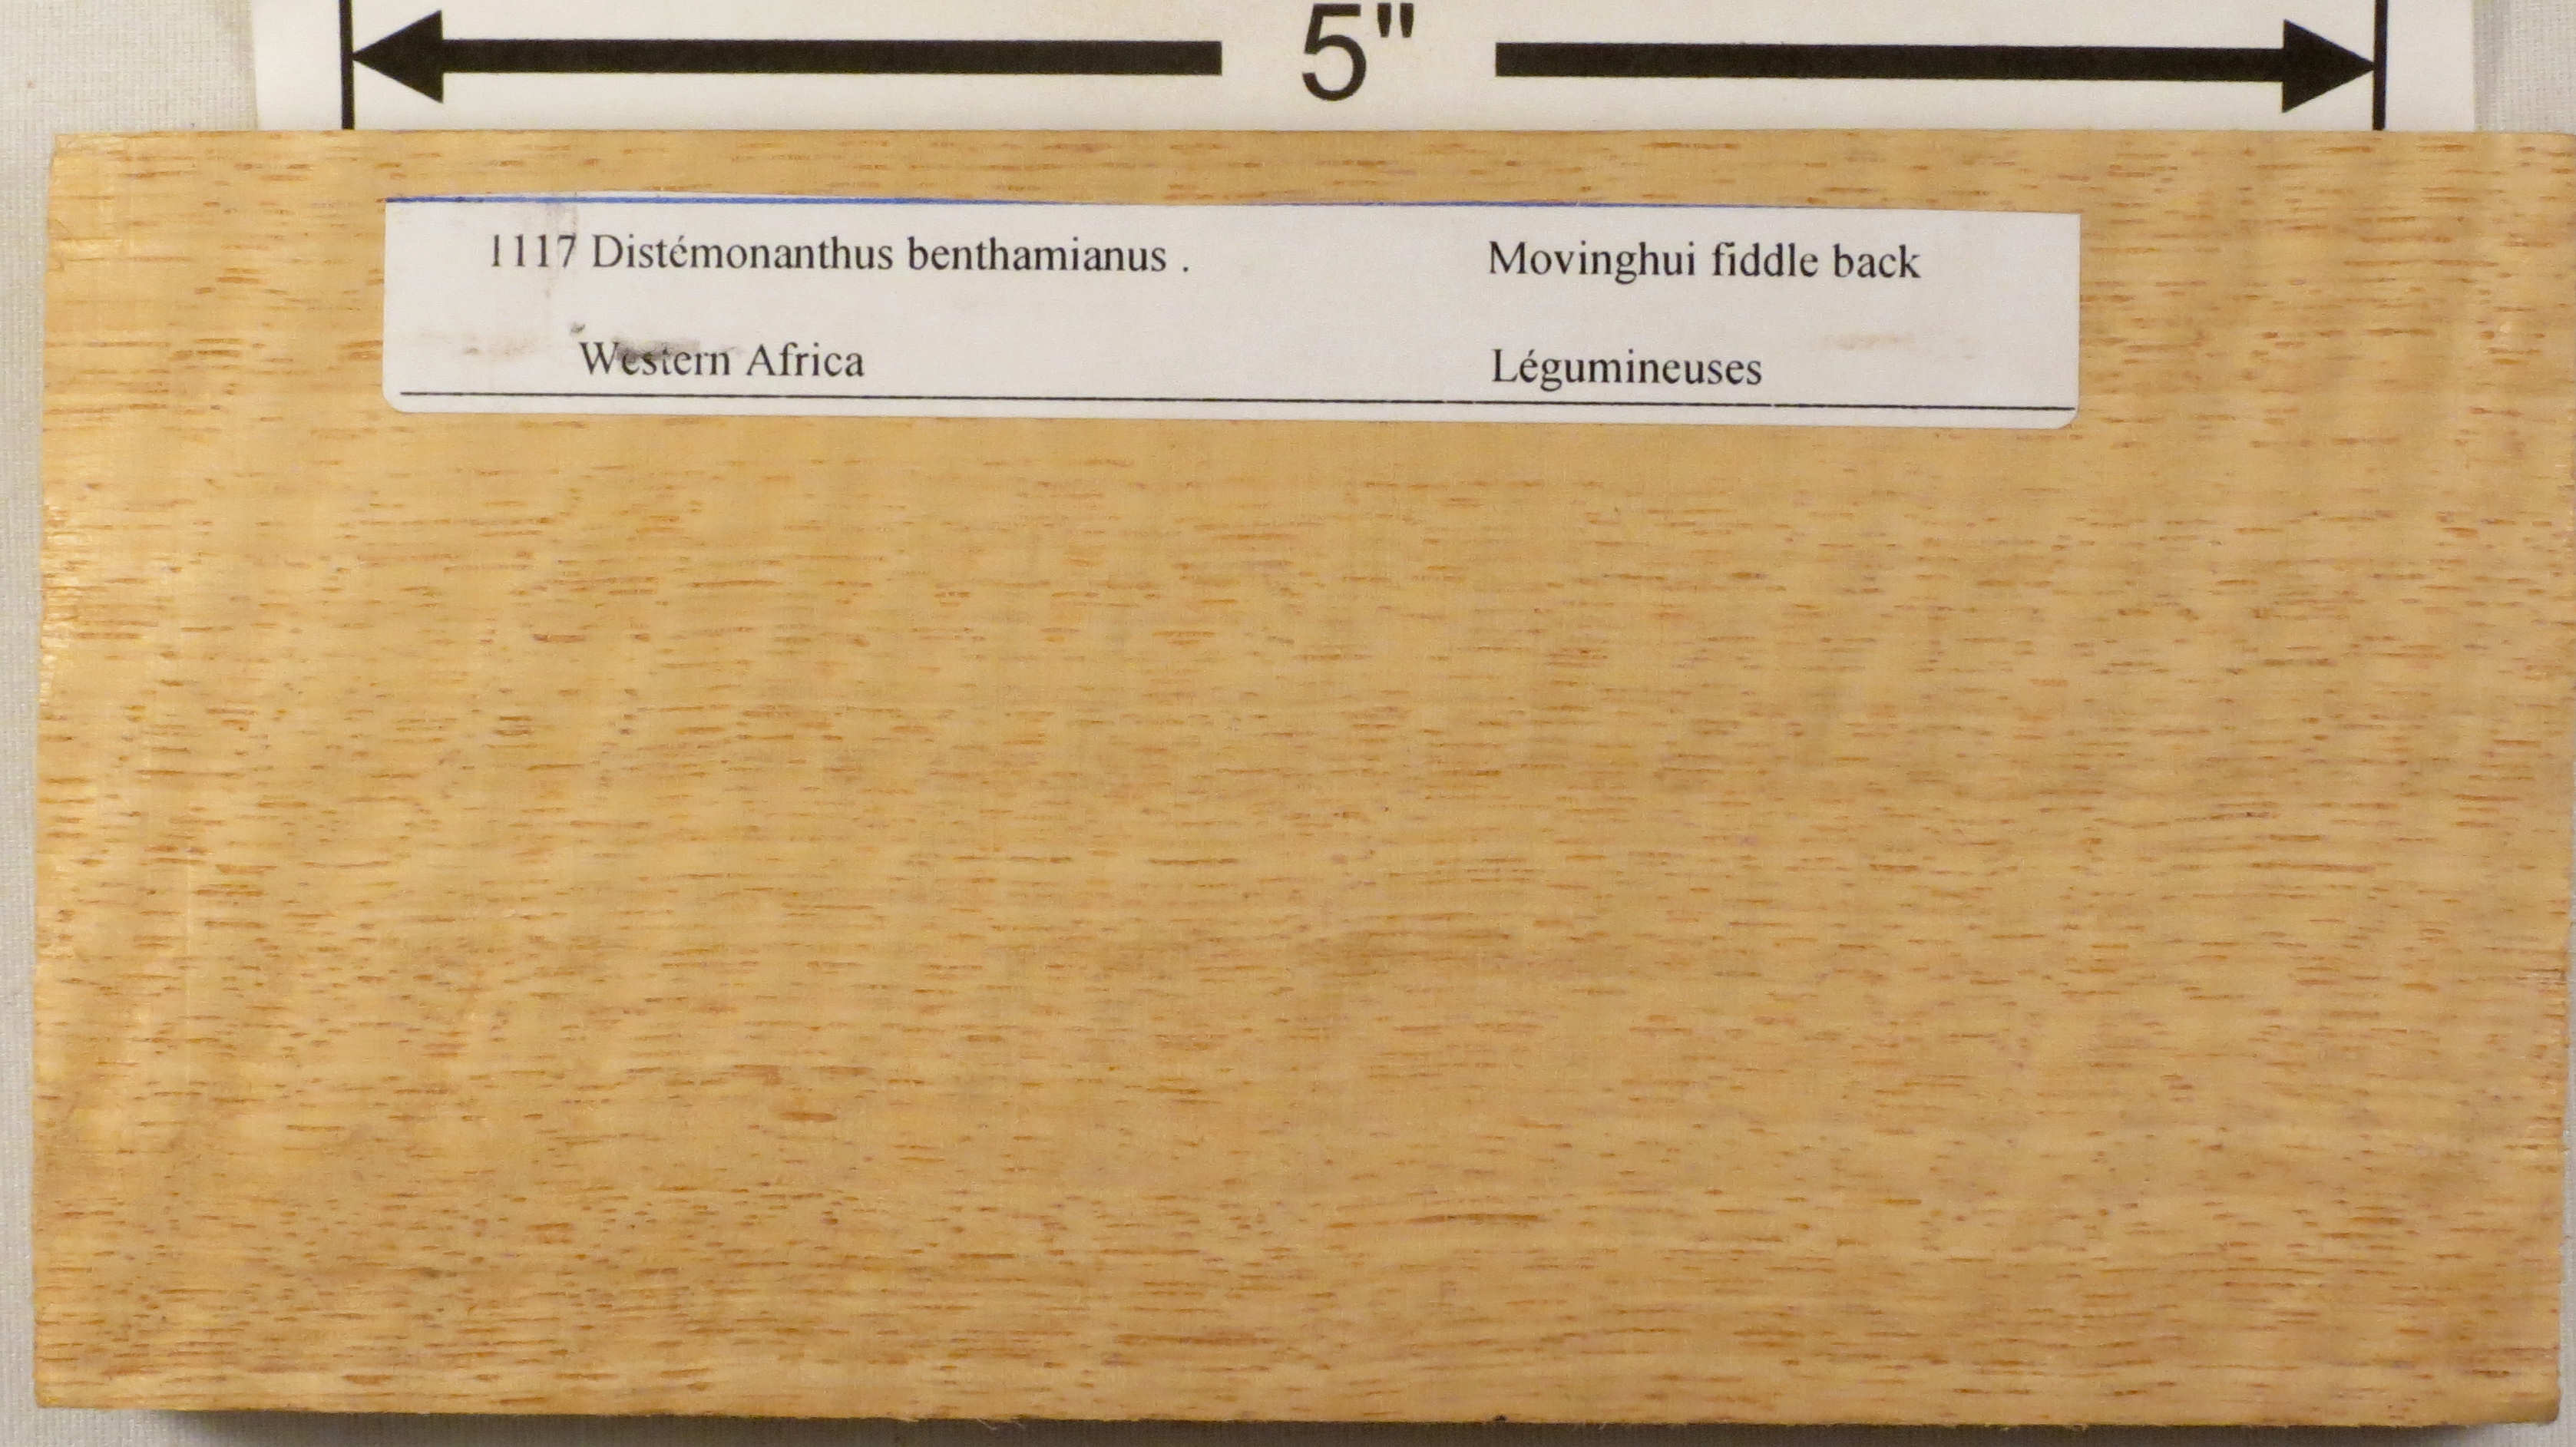 5"
1117 Distémonanthus benthamianus . Movinghui fiddle back
Western Africa Légumineuses